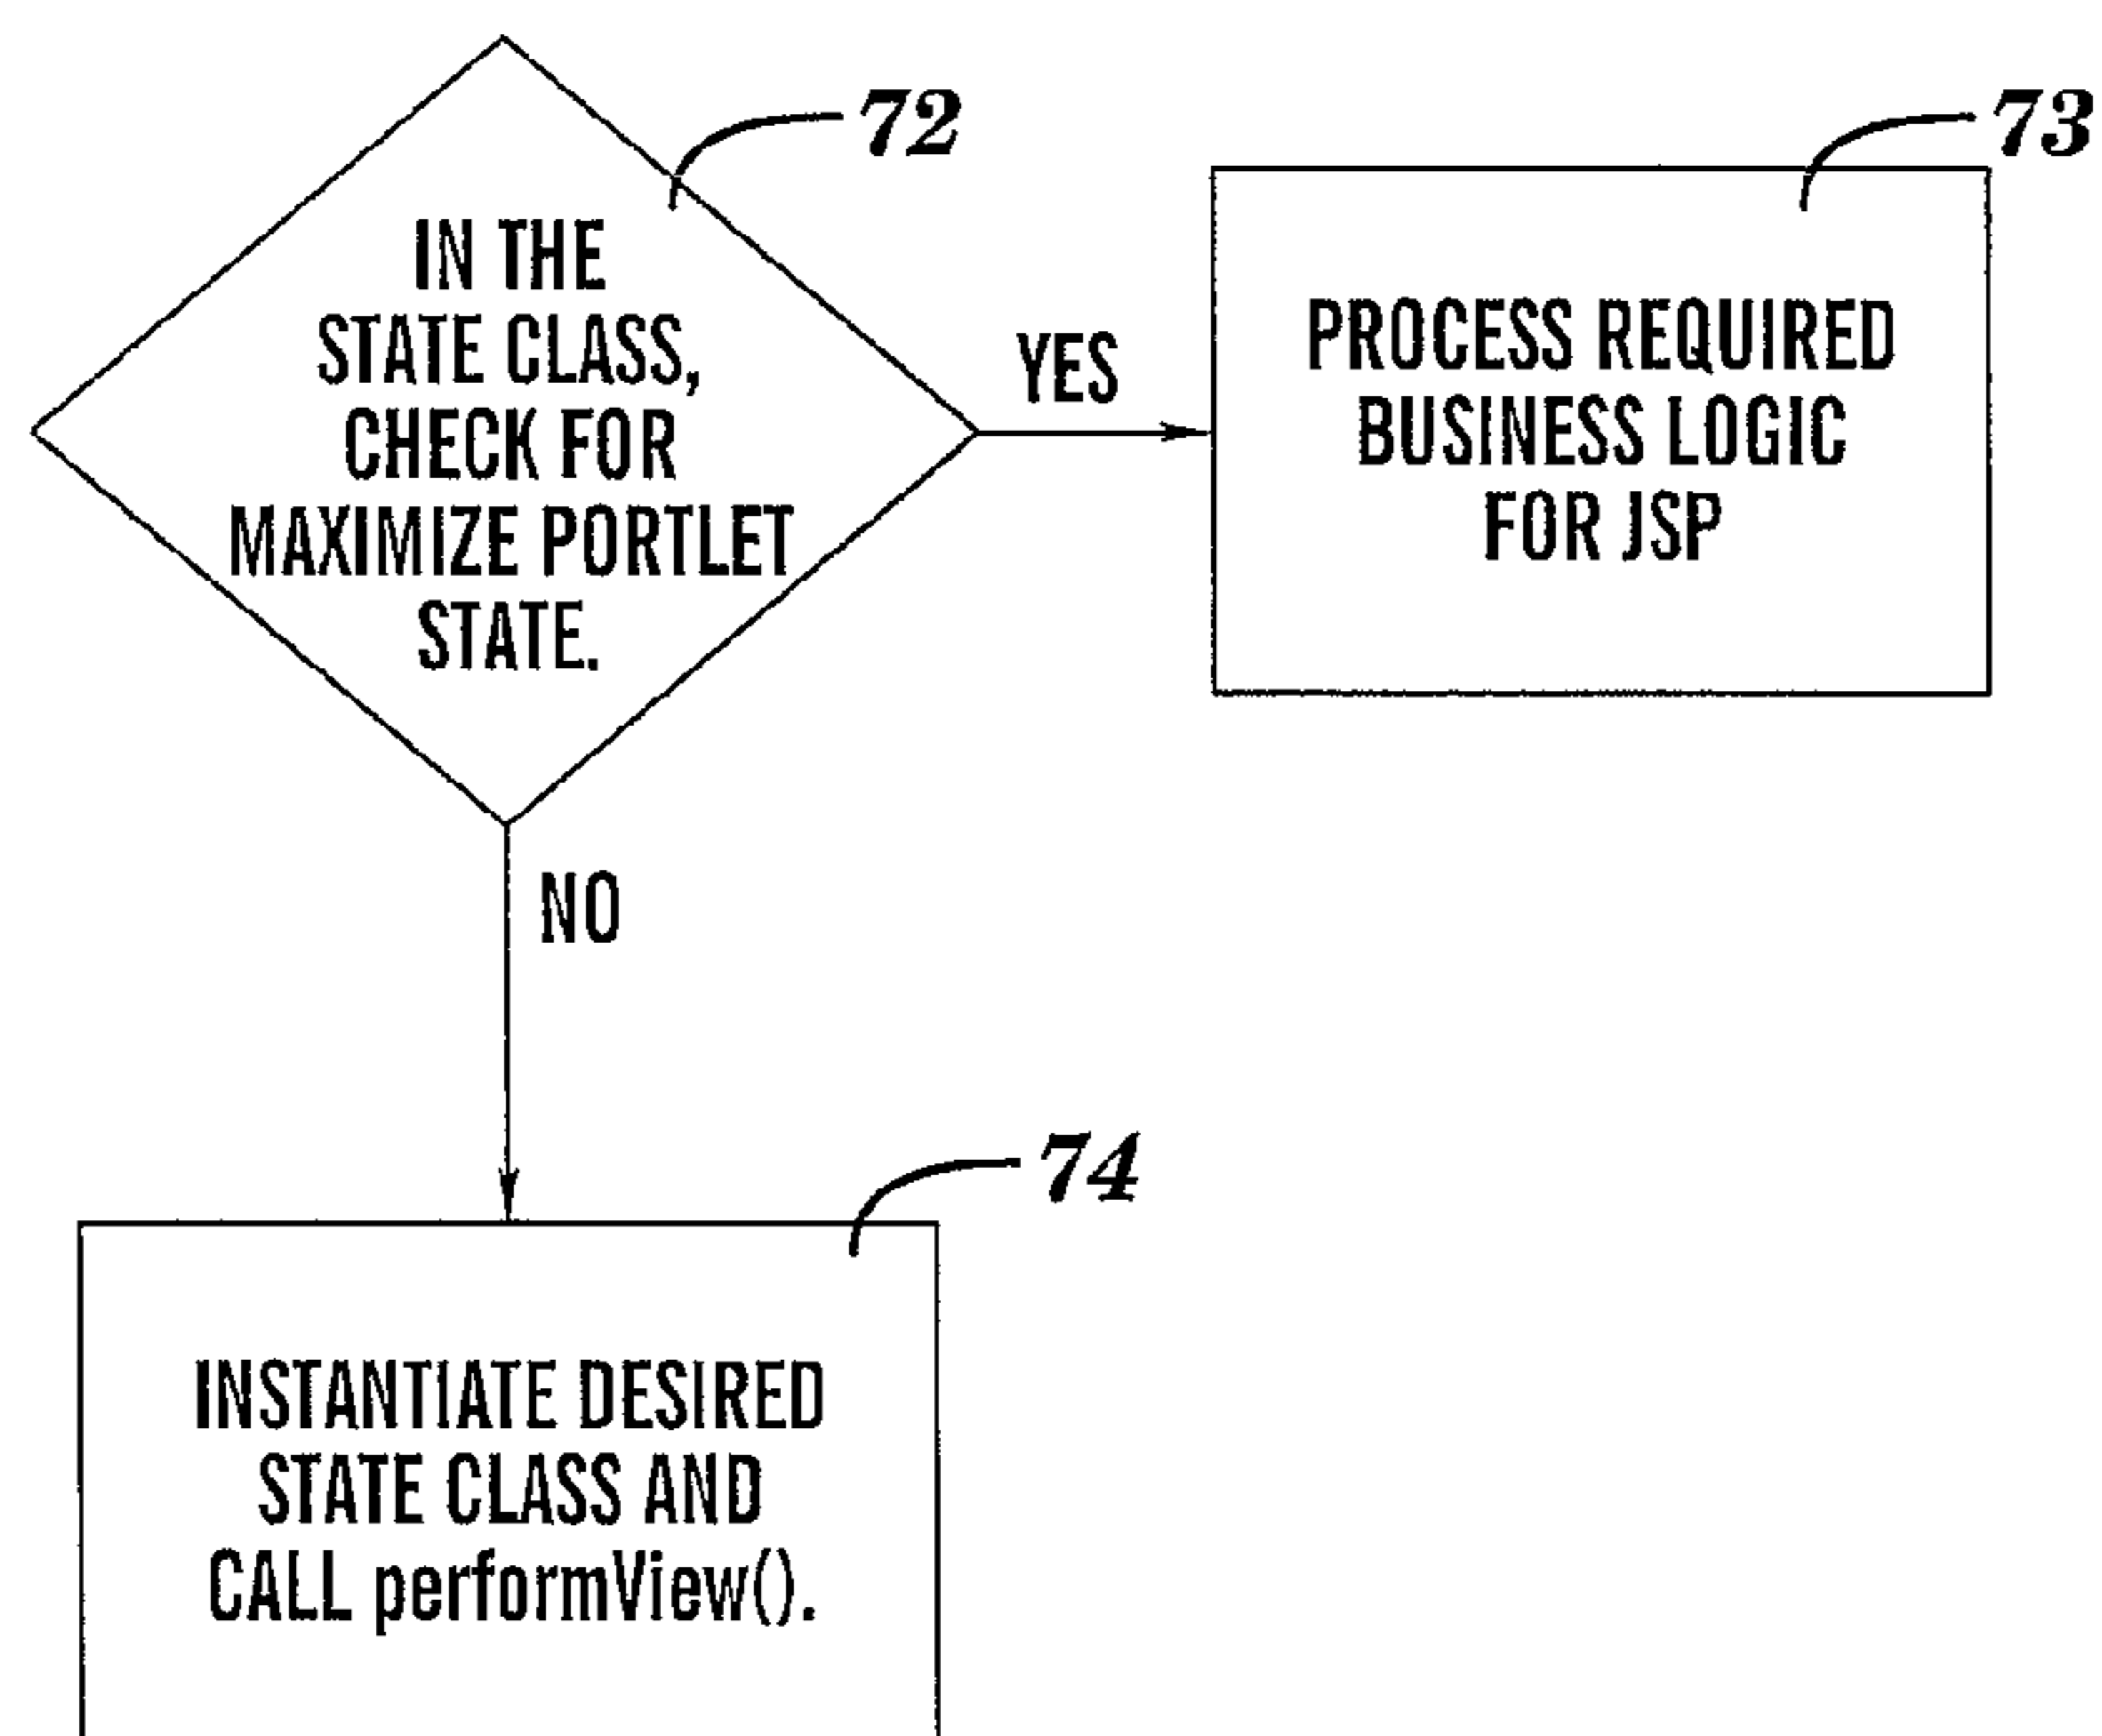 72
IN THE
STATE CLASS,
CHECK FOR
MAXIMIZE PORTLET
STATE.
YES
73
PROCESS REQUIRED
BUSINESS LOGIC
FOR JSP
NO
74
INSTANTIATE DESIRED
STATE CLASS AND
CALL performView().